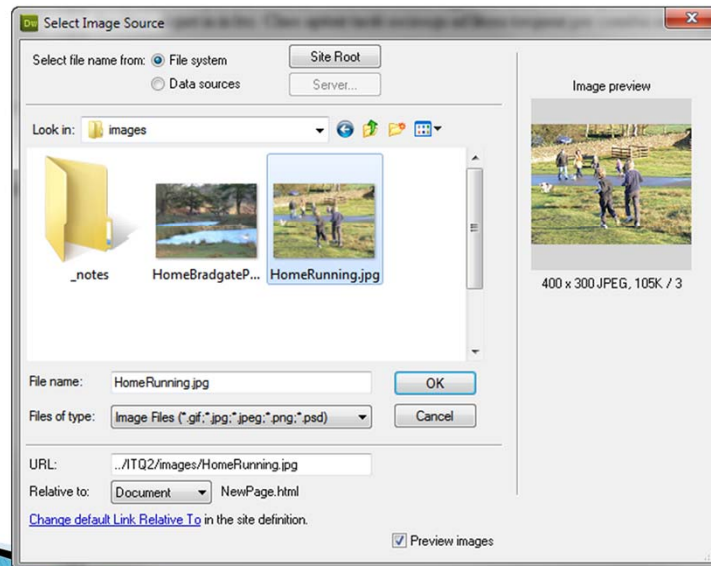 Dw Select Image Source
Select file name from: File system Site Root
Data sources Server...
Image preview
Look in: images
_notes HomeBradgateP... HomeRunning.jpg
400 x 300 JPEG, 105K / 3
File name: HomeRunning.jpg OK
Files of type: Image Files (*.gif;*.jpg;*.jpeg;*.png;*.psd) Cancel
URL: ../ITQ2/images/HomeRunning.jpg
Relative to: Document NewPage.html
Change default Link Relative To in the site definition.
Preview images